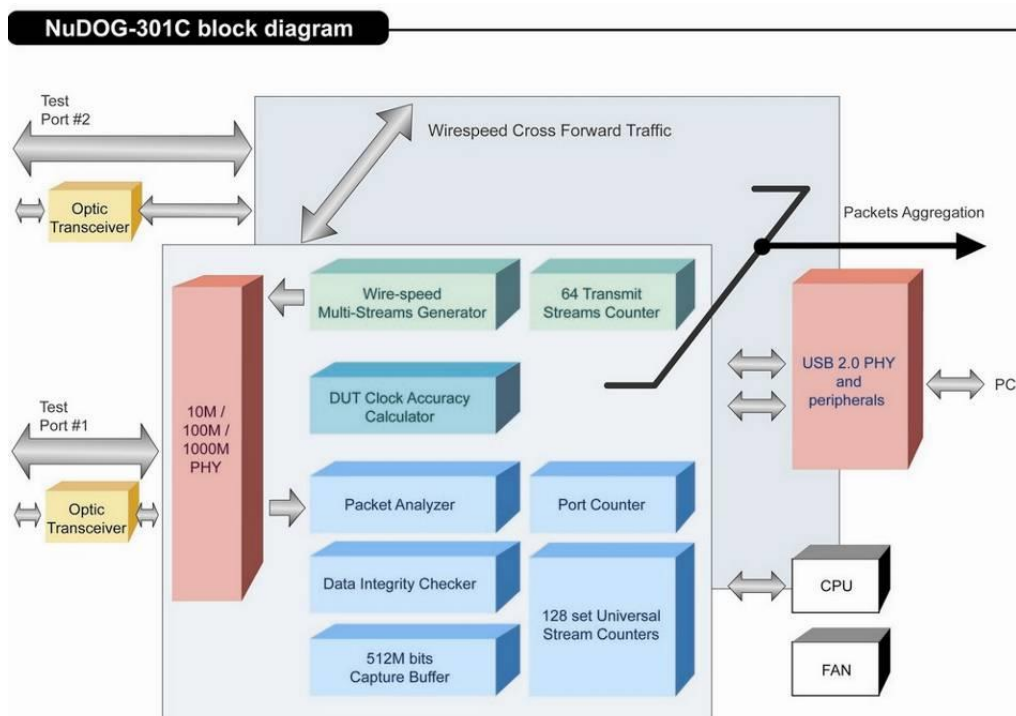 NuDOG-301C block diagram
Test
Port #2
Wirespeed Cross Forward Traffic
Optic
Transceiver
Packets Aggregation
Wire-speed
Multi-Streams Generator
64 Transmit
Streams Counter
USB 2.0 PHY
and
peripherals
PC
DUT Clock Accuracy
Calculator
10M /
100M /
1000M
PHY
Test
Port #1
Optic
Transceiver
Packet Analyzer
Port Counter
Data Integrity Checker
128 set Universal
Stream Counters
512M bits
Capture Buffer
CPU
FAN